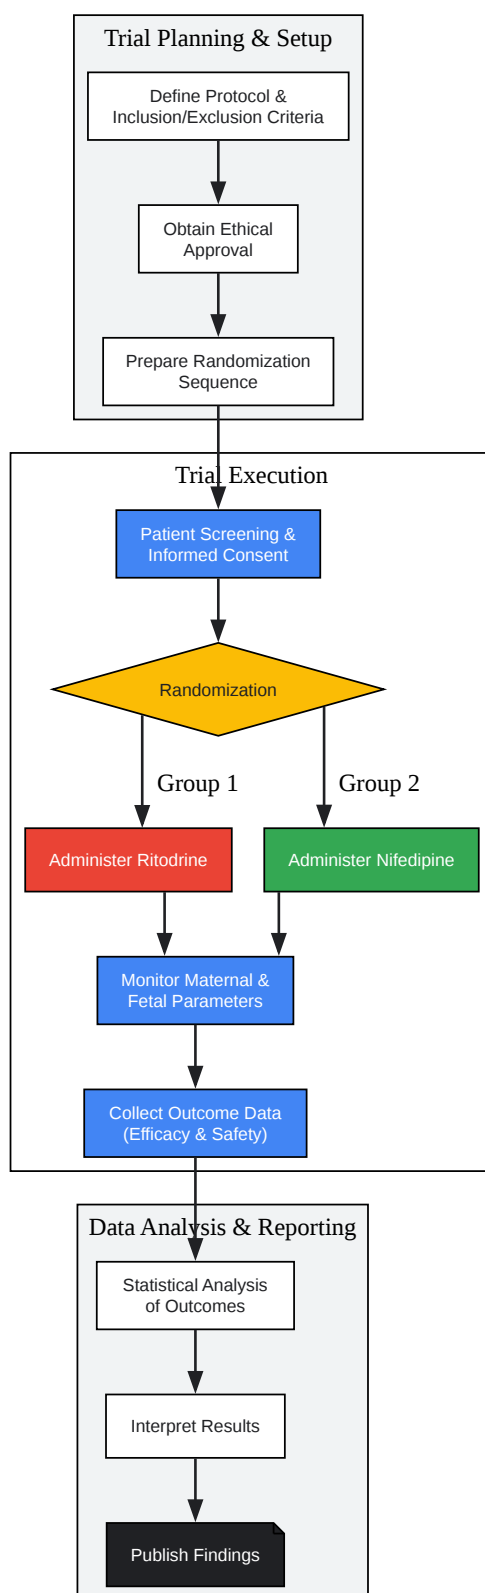 Trial Planning & Setup
Define Protocol &
Inclusion/Exclusion Criteria
Obtain Ethical
Approval
Prepare Randomization
Sequence
Trial Execution
Patient Screening &
Informed Consent
Randomization
Group 1
Group 2
Administer Ritodrine
Administer Nifedipine
Monitor Maternal &
Fetal Parameters
Collect Outcome Data
(Efficacy & Safety)
Data Analysis & Reporting
Statistical Analysis
of Outcomes
Interpret Results
Publish Findings